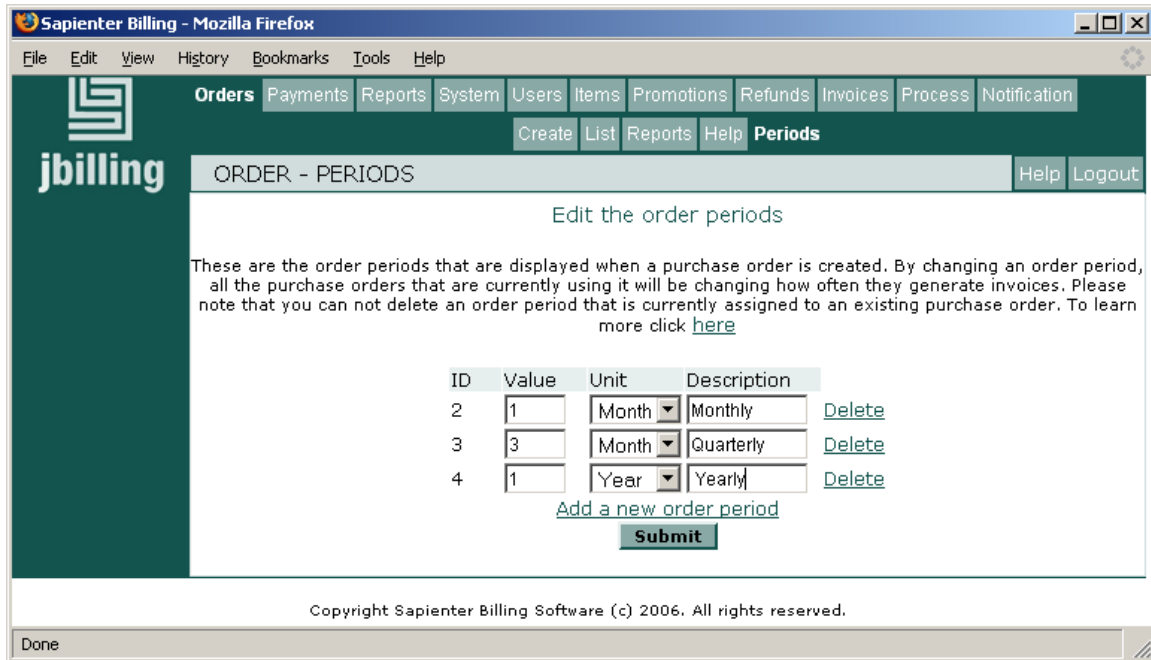 Sapienter Billing - Mozilla Firefox
File Edit View History Bookmarks Tools Help
Orders Payments Reports System Users Items Promotions Refunds Invoices Process Notification
Create List Reports Help Periods
jbilling
ORDER - PERIODS Help Logout
Edit the order periods
These are the order periods that are displayed when a purchase order is created. By changing an order period,
all the purchase orders that are currently using it will be changing how often they generate invoices. Please
note that you can not delete an order period that is currently assigned to an existing purchase order. To learn
more click here
ID Value Unit Description
2 1 Month Monthly Delete
3 3 Month Quarterly Delete
4 1 Year Yearly Delete
Add a new order period
Submit
Copyright Sapienter Billing Software (c) 2006. All rights reserved.
Done